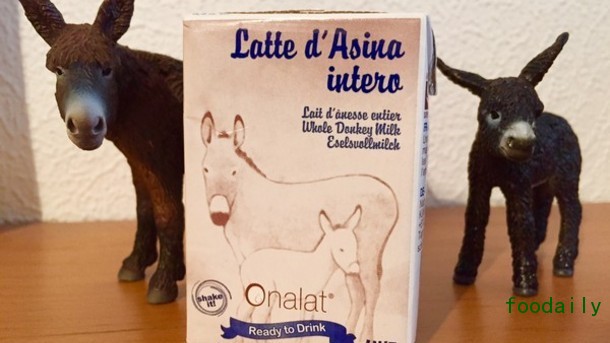 Latte d'Asina
intero
Lait d'ânesse entier
Whole Donkey Milk
Eselsvollmilch
shake it!
Onalat®
Ready to Drink
foodaily